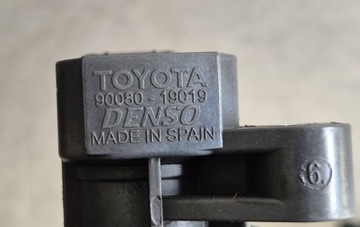 TOYOTA
90080-19019
DENSO
MADE IN SPAIN
6